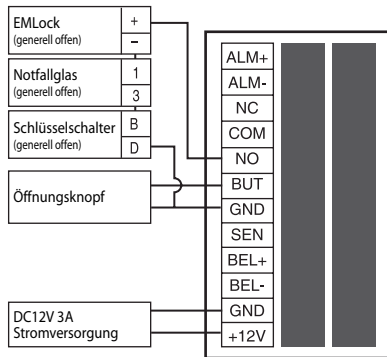 EMLock
(generell offen)
+
–
Notfallglas
(generell offen)
1
3
Schlüsselschalter
(generell offen)
B
D
Öffnungsknopf
DC12V 3A
Stromversorgung
ALM+
ALM-
NC
COM
NO
BUT
GND
SEN
BEL+
BEL-
GND
+12V